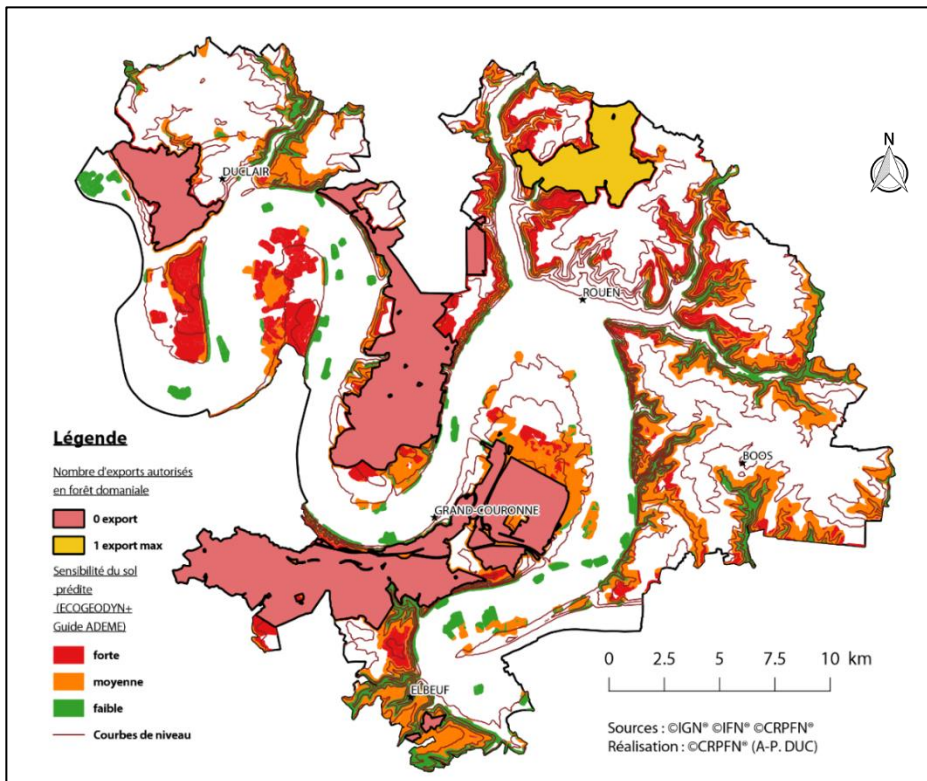 N
DUCLAIR
ROUEN
BOOS
GRAND-COURONNE
ELBEUF
Légende
Nombre d'exports autorisés
en forêt domaniale
0 export
1 export max
Sensibilité du sol
prédite
(ECOGEODYN+
Guide ADEME)
forte
moyenne
faible
Courbes de niveau
0 2.5 5 7.5 10 km
Sources : ©IGN® ©IFN® ©CRPFN®
Réalisation : ©CRPFN® (A-P. DUC)